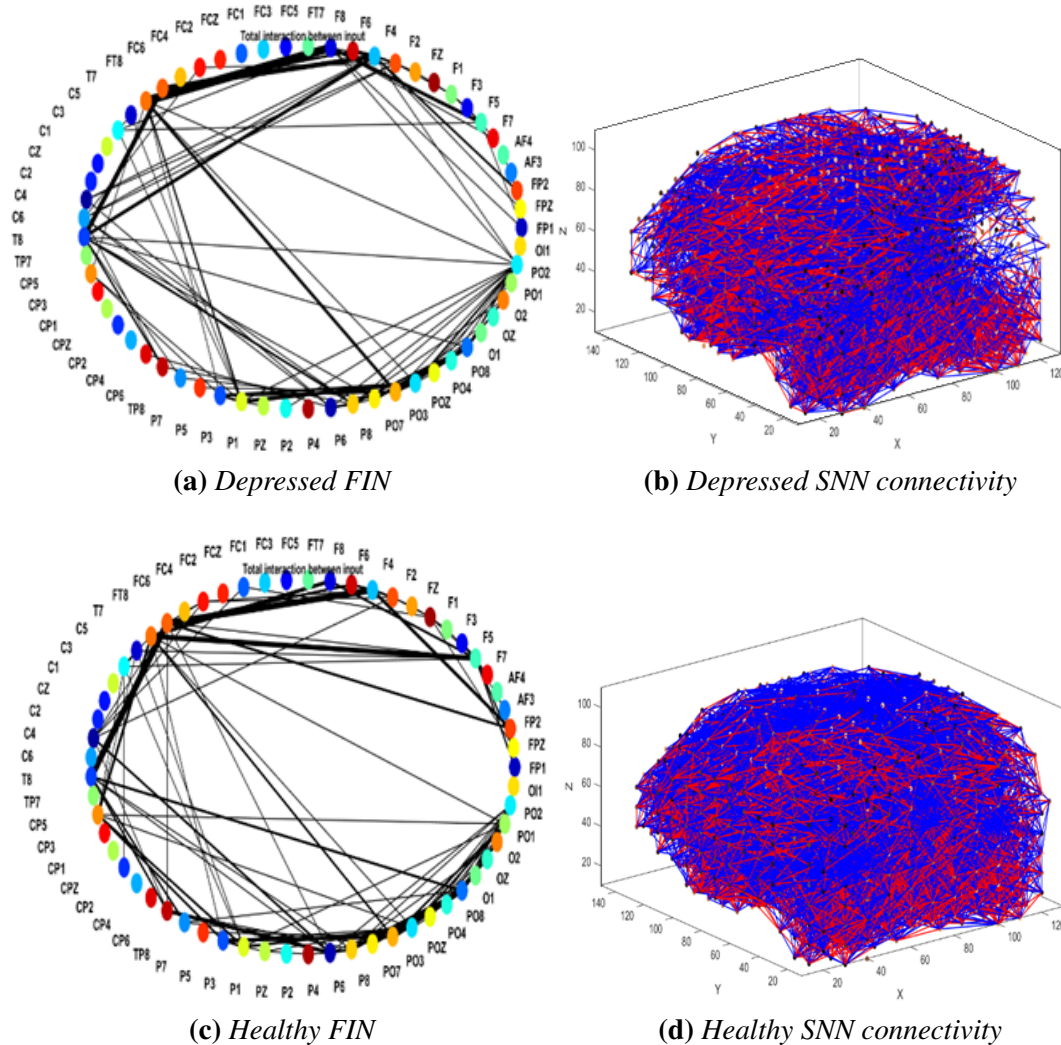 Total interaction between input
FC1
FC3
FC5
FT7
F8
F6
F4
F2
FZ
F1
F3
F5
F7
AF4
AF3
FP2
FPZ
FP1
OI1
PO2
PO1
O2
OZ
O1
PO8
PO4
POZ
PO3
PO7
P8
P6
P4
P2
PZ
P1
P3
P5
P7
TP8
CP6
CP4
CP2
CPZ
CP1
CP3
CP5
TP7
T8
C6
C4
C2
CZ
C1
C3
C5
T7
FT8
FC6
FC4
FC2
FCZ
100
80
60
40
20
Z
140
120
100
80
60
40
20
Y
20
40
60
80
100
120
X
(a) Depressed FIN
(b) Depressed SNN connectivity
Total interaction between input
FC1
FC3
FC5
FT7
F8
F6
F4
F2
FZ
F1
F3
F5
F7
AF4
AF3
FP2
FPZ
FP1
OI1
PO2
PO1
O2
OZ
O1
PO8
PO4
POZ
PO3
PO7
P8
P6
P4
P2
PZ
P1
P3
P5
P7
TP8
CP6
CP4
CP2
CPZ
CP1
CP3
CP5
TP7
T8
C6
C4
C2
CZ
C1
C3
C5
T7
FT8
FC6
FC4
FC2
FCZ
100
80
60
40
20
Z
140
120
100
80
60
40
20
Y
20
40
60
80
100
120
X
(c) Healthy FIN
(d) Healthy SNN connectivity